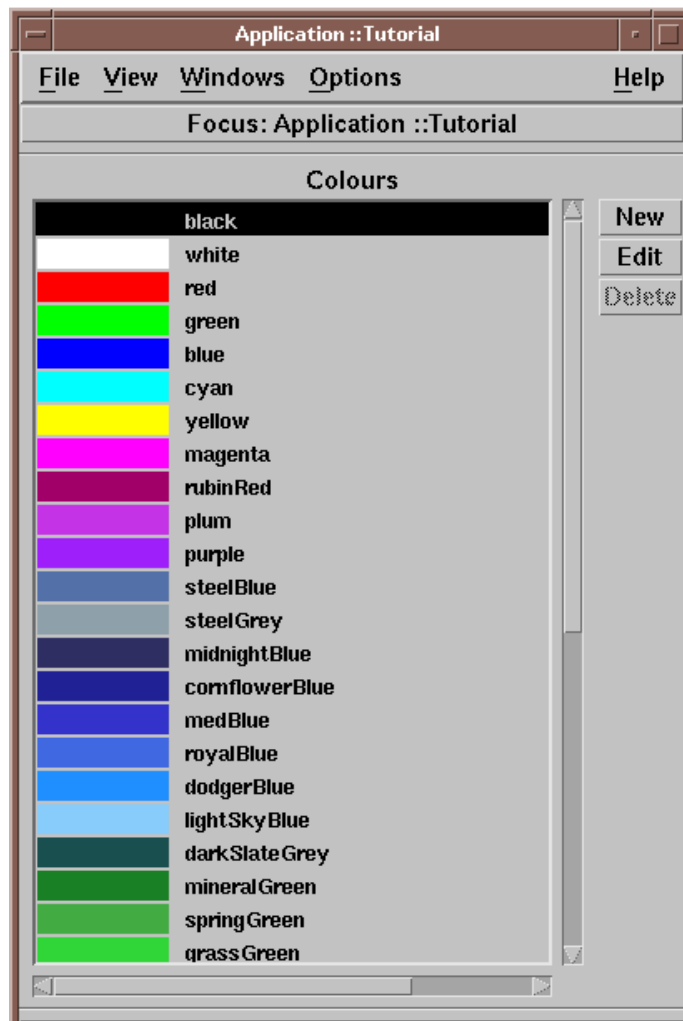 Application ::Tutorial
File View Windows Options Help
Focus: Application ::Tutorial
Colours
black
white
red
green
blue
cyan
yellow
magenta
rubinRed
plum
purple
steelBlue
steelGrey
midnightBlue
cornflowerBlue
medBlue
royalBlue
dodgerBlue
lightSkyBlue
darkSlateGrey
mineralGreen
springGreen
grassGreen
New
Edit
Delete